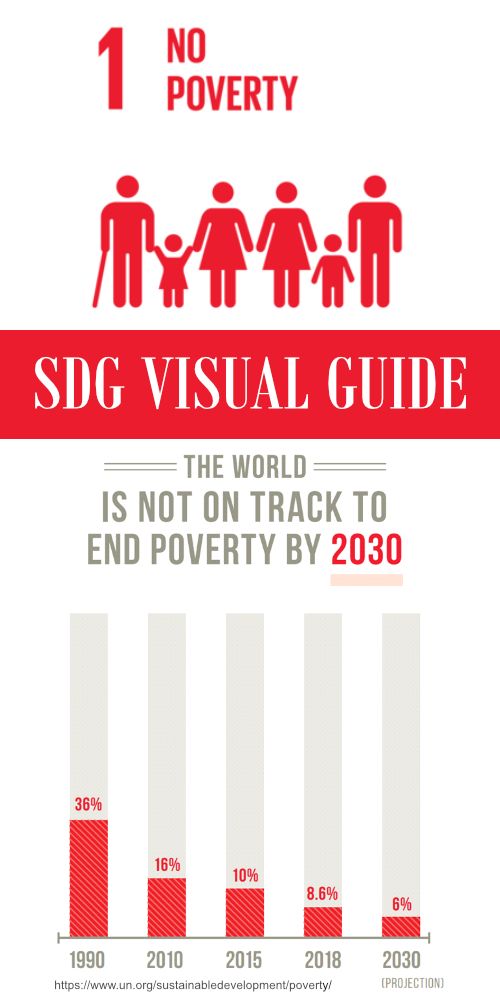 1 NO
POVERTY
SDG VISUAL GUIDE
THE WORLD
IS NOT ON TRACK TO
END POVERTY BY 2030
36%
16%
10%
8.6%
6%
1990 2010 2015 2018 2030
https://www.un.org/sustainabledevelopment/poverty/ (PROJECTION)